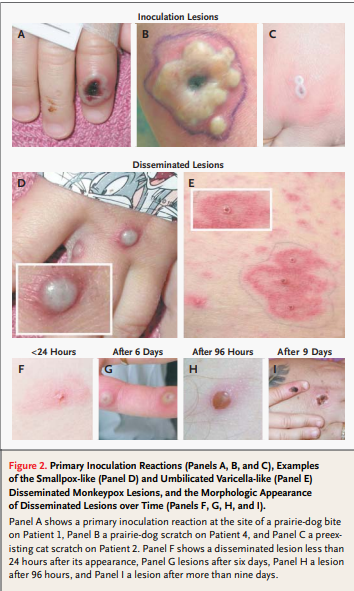 Inoculation Lesions
A
B
C
Disseminated Lesions
D
E
<24 Hours
After 6 Days
After 96 Hours
After 9 Days
F
G
H
I
Figure 2. Primary Inoculation Reactions (Panels A, B, and C), Examples
of the Smallpox-like (Panel D) and Umbilicated Varicella-like (Panel E)
Disseminated Monkeypox Lesions, and the Morphologic Appearance
of Disseminated Lesions over Time (Panels F, G, H, and I).
Panel A shows a primary inoculation reaction at the site of a prairie-dog bite
on Patient 1, Panel B a prairie-dog scratch on Patient 4, and Panel C a preex-
isting cat scratch on Patient 2. Panel F shows a disseminated lesion less than
24 hours after its appearance, Panel G lesions after six days, Panel H a lesion
after 96 hours, and Panel I a lesion after more than nine days.